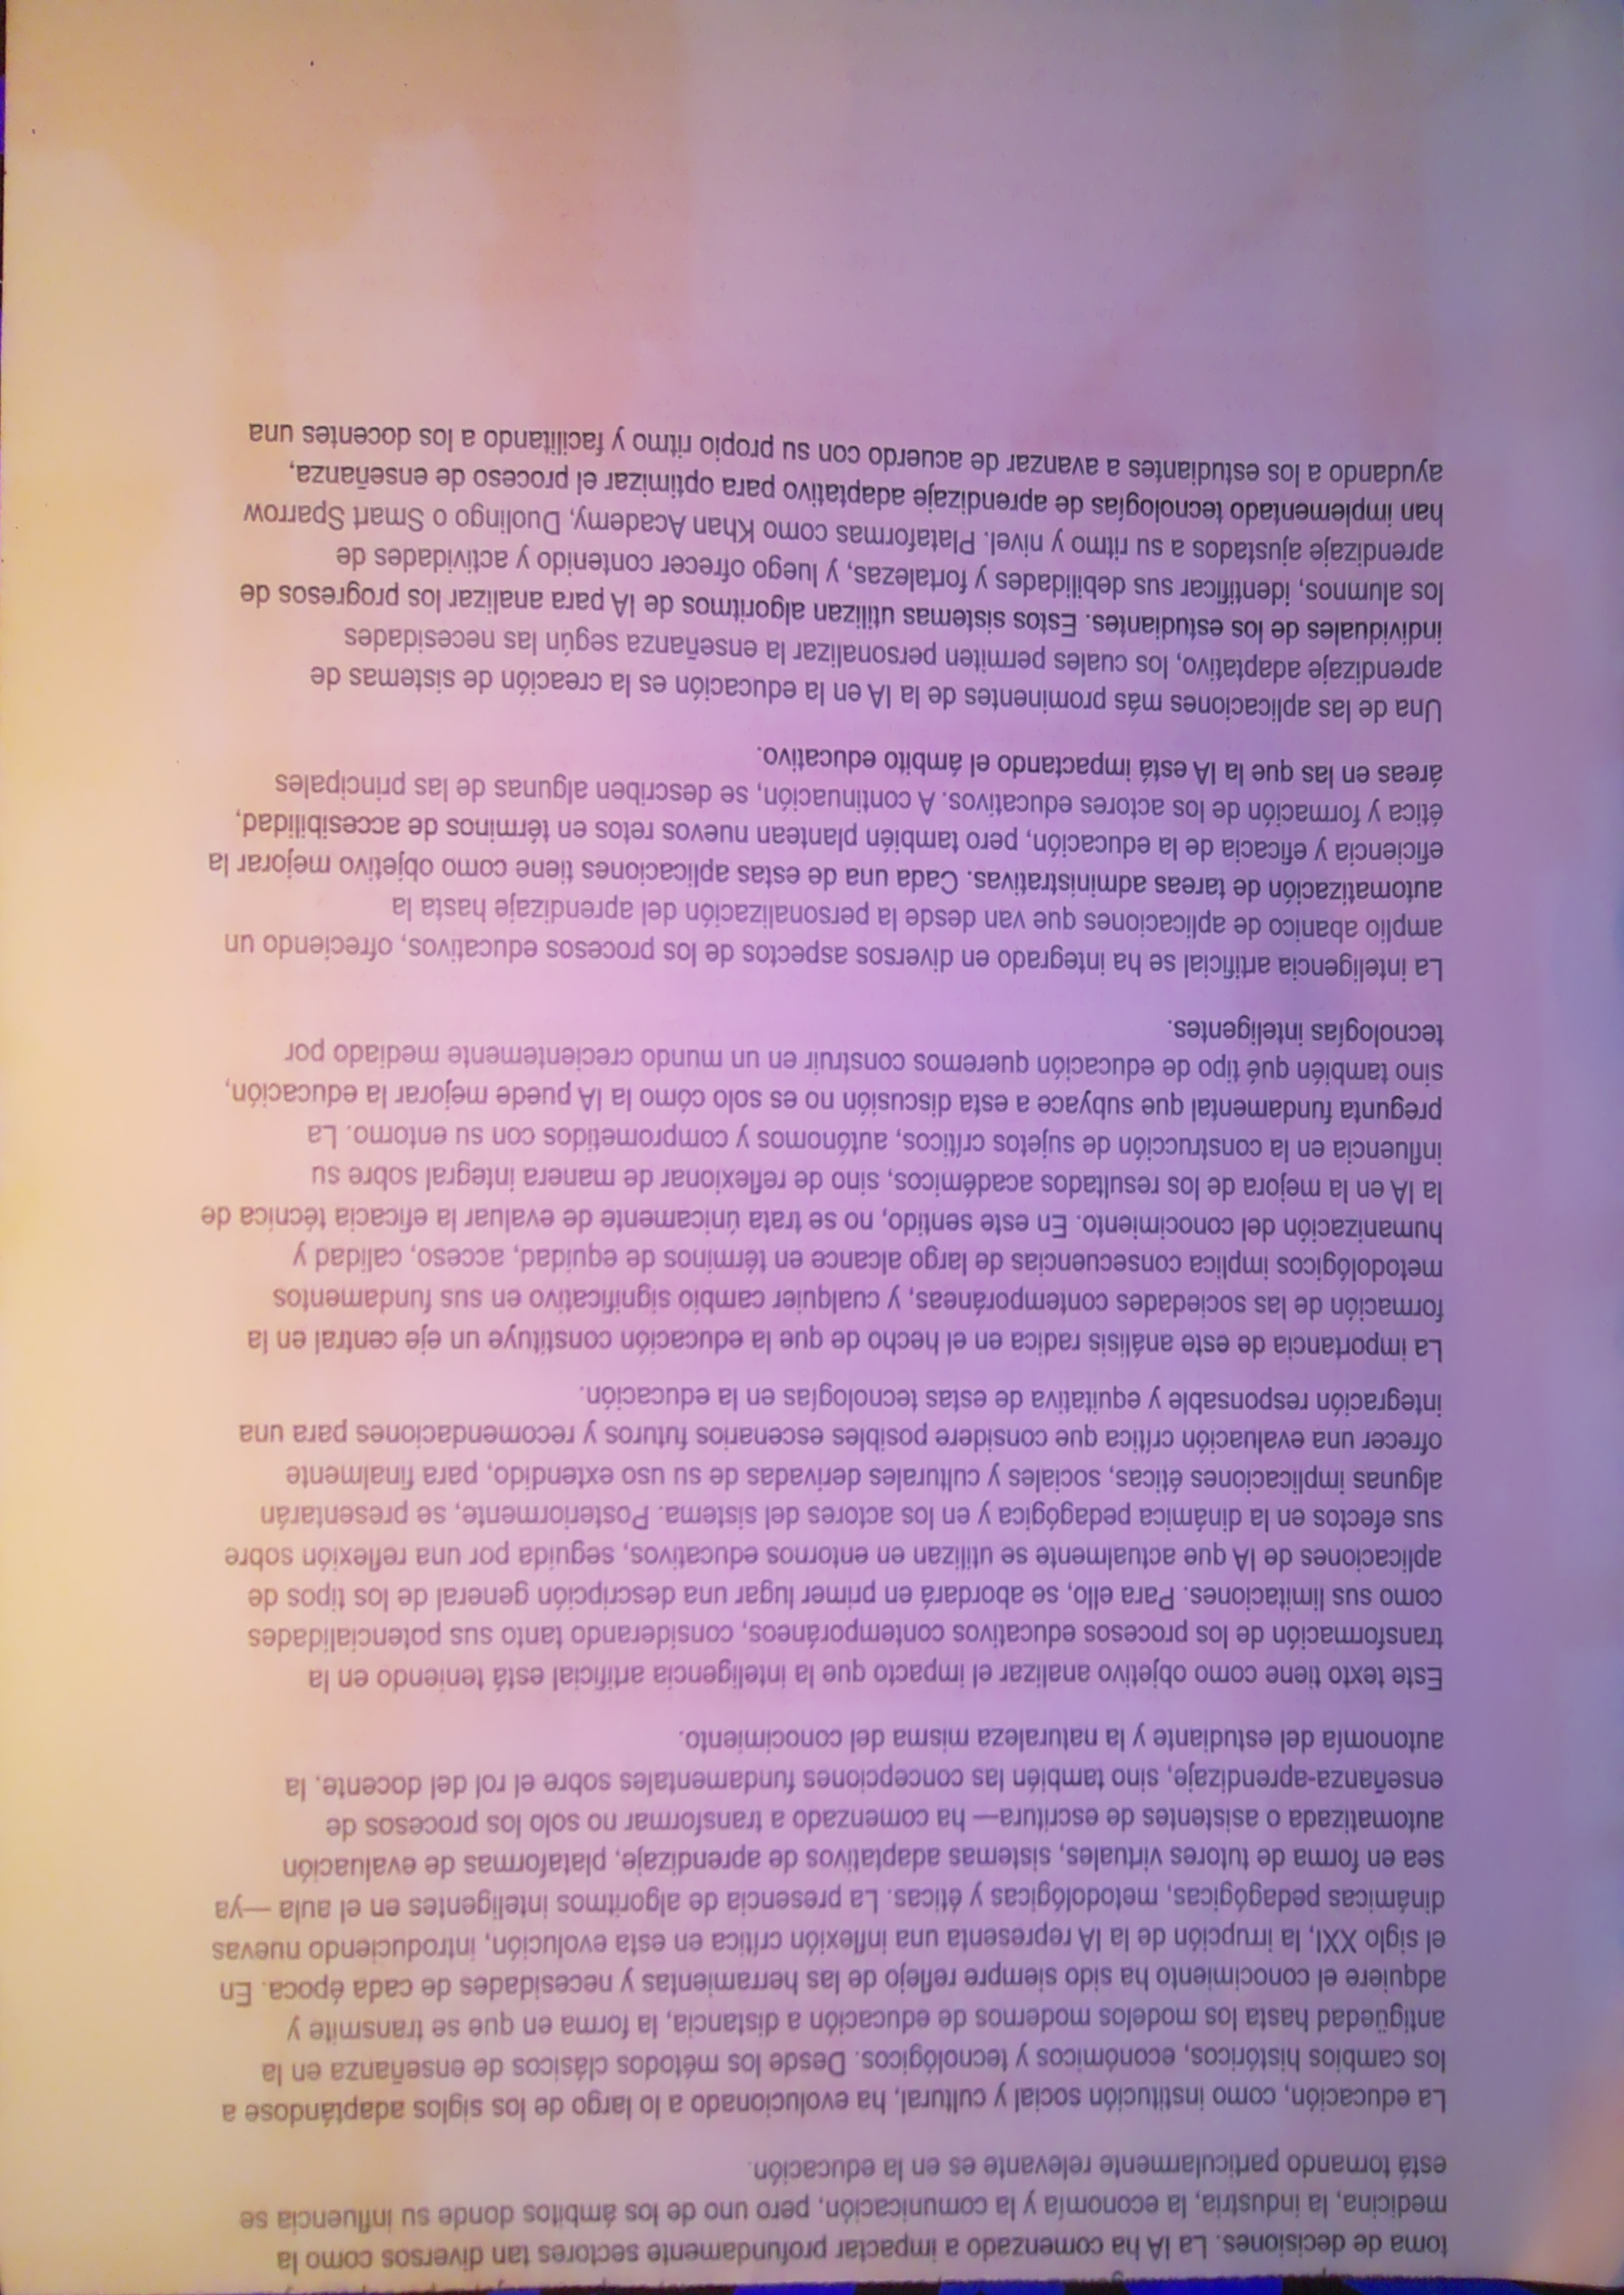 toma de decisiones. La IA ha comenzado a impactar profundamente sectores tan diversos como la
medicina, la industria, la economía y la comunicación, pero uno de los ámbitos donde su influencia se
está tornando particularmente relevante es en la educación.
La educación, como institución social y cultural, ha evolucionado a lo largo de los siglos adaptándose a
los cambios históricos, económicos y tecnológicos. Desde los métodos clásicos de enseñanza en la
antigüedad hasta los modelos modernos de educación a distancia, la forma en que se transmite y
adquiere el conocimiento ha sido siempre reflejo de las herramientas y necesidades de cada época. En
el siglo XXI, la irrupción de la IA representa una inflexión crítica en esta evolución, introduciendo nuevas
dinámicas pedagógicas, metodológicas y éticas. La presencia de algoritmos inteligentes en el aula —ya
sea en forma de tutores virtuales, sistemas adaptativos de aprendizaje, plataformas de evaluación
automatizada o asistentes de escritura— ha comenzado a transformar no solo los procesos de
enseñanza-aprendizaje, sino también las concepciones fundamentales sobre el rol del docente, la
autonomía del estudiante y la naturaleza misma del conocimiento.
Este texto tiene como objetivo analizar el impacto que la inteligencia artificial está teniendo en la
transformación de los procesos educativos contemporáneos, considerando tanto sus potencialidades
como sus limitaciones. Para ello, se abordará en primer lugar una descripción general de los tipos de
aplicaciones de IA que actualmente se utilizan en entornos educativos, seguida por una reflexión sobre
sus efectos en la dinámica pedagógica y en los actores del sistema. Posteriormente, se presentarán
algunas implicaciones éticas, sociales y culturales derivadas de su uso extendido, para finalmente
ofrecer una evaluación crítica que considere posibles escenarios futuros y recomendaciones para una
integración responsable y equitativa de estas tecnologías en la educación.
La importancia de este análisis radica en el hecho de que la educación constituye un eje central en la
formación de las sociedades contemporáneas, y cualquier cambio significativo en sus fundamentos
metodológicos implica consecuencias de largo alcance en términos de equidad, acceso, calidad y
humanización del conocimiento. En este sentido, no se trata únicamente de evaluar la eficacia técnica de
la IA en la mejora de los resultados académicos, sino de reflexionar de manera integral sobre su
influencia en la construcción de sujetos críticos, autónomos y comprometidos con su entorno. La
pregunta fundamental que subyace a esta discusión no es solo cómo la IA puede mejorar la educación,
sino también qué tipo de educación queremos construir en un mundo crecientemente mediado por
tecnologías inteligentes.
La inteligencia artificial se ha integrado en diversos aspectos de los procesos educativos, ofreciendo un
amplio abanico de aplicaciones que van desde la personalización del aprendizaje hasta la
automatización de tareas administrativas. Cada una de estas aplicaciones tiene como objetivo mejorar la
eficiencia y eficacia de la educación, pero también plantean nuevos retos en términos de accesibilidad,
ética y formación de los actores educativos. A continuación, se describen algunas de las principales
áreas en las que la IA está impactando el ámbito educativo.
Una de las aplicaciones más prominentes de la IA en la educación es la creación de sistemas de
aprendizaje adaptativo, los cuales permiten personalizar la enseñanza según las necesidades
individuales de los estudiantes. Estos sistemas utilizan algoritmos de IA para analizar los progresos de
los alumnos, identificar sus debilidades y fortalezas, y luego ofrecer contenido y actividades de
aprendizaje ajustados a su ritmo y nivel. Plataformas como Khan Academy, Duolingo o Smart Sparrow
han implementado tecnologías de aprendizaje adaptativo para optimizar el proceso de enseñanza,
ayudando a los estudiantes a avanzar de acuerdo con su propio ritmo y facilitando a los docentes una